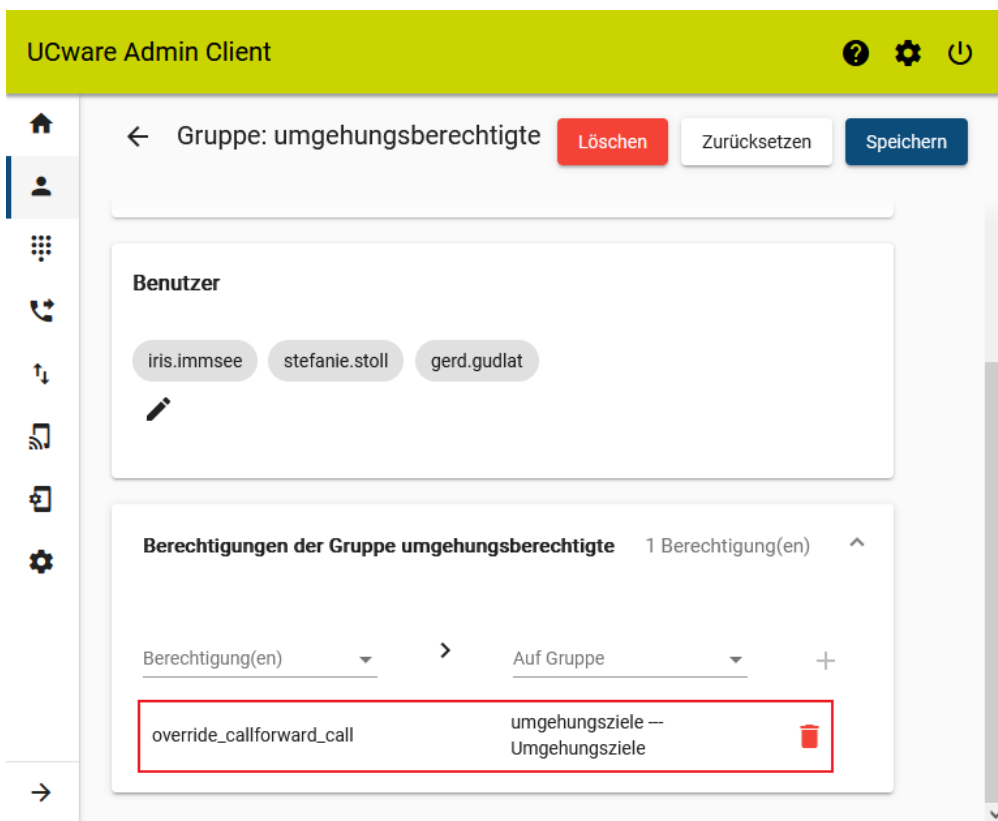 UCware Admin Client
Gruppe: umgehungsberechtigte
Löschen
Zurücksetzen
Speichern
Benutzer
iris.immsee
stefanie.stoll
gerd.gudlat
Berechtigungen der Gruppe umgehungsberechtigte
1 Berechtigung(en)
Berechtigung(en)
Auf Gruppe
override_callforward_call
umgehungsziele ---
Umgehungsziele